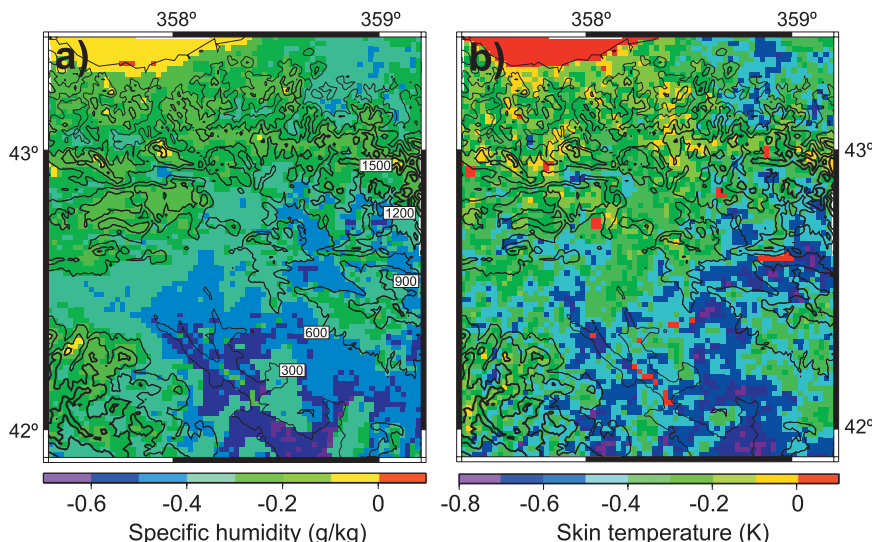 358º 359º 358º 359º
a) b)
43º 43º
1500
1200
900
600
300
42º 42º
-0.6 -0.4 -0.2 0 -0.8 -0.6 -0.4 -0.2 0
Specific humidity (g/kg) Skin temperature (K)